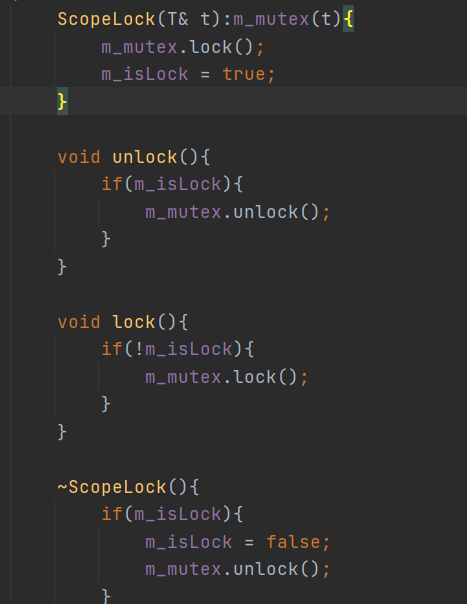 ScopeLock(T& t):m_mutex(t){
    m_mutex.lock();
    m_isLock = true;
}
void unlock(){
    if(m_isLock){
        m_mutex.unlock();
    }
}
void lock(){
    if(!m_isLock){
        m_mutex.lock();
    }
}
~ScopeLock(){
    if(m_isLock){
        m_isLock = false;
        m_mutex.unlock();
    }